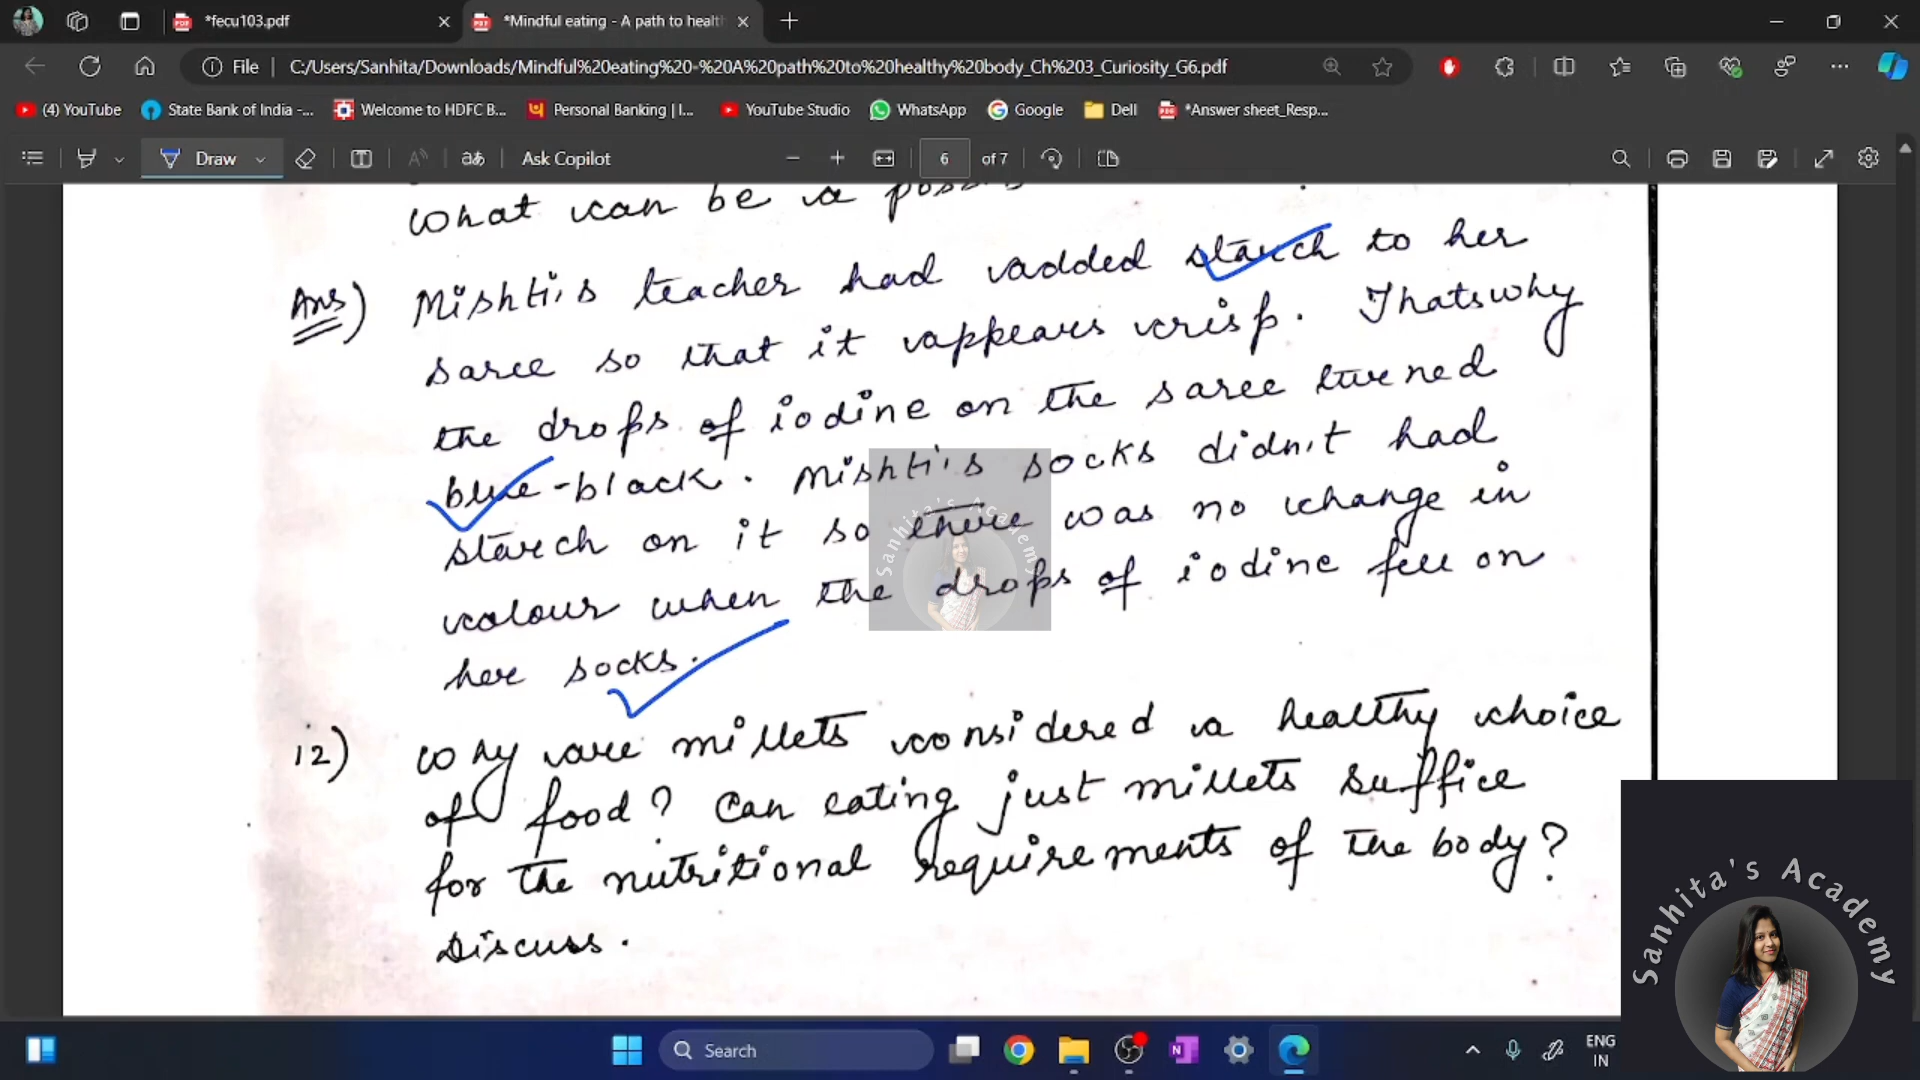 *fecu103.pdf
*Mindful eating - A path to health
File
C:/Users/Sanhita/Downloads/Mindful%20eating%20-%20A%20path%20to%20healthy%20body_Ch%203_Curiosity_G6.pdf
(4) YouTube
State Bank of India -...
Welcome to HDFC B...
Personal Banking | I...
YouTube Studio
WhatsApp
Google
Dell
*Answer sheet_Resp...
Draw
Ask Copilot
6 of 7
What can be a
Ans) Mishti's teacher had added starch to her
saree so that it appears crisp. Thatswhy
the drops of iodine on the saree turned
blue-black. Mishti's socks didn't had
starch on it so there was no change in
colour when the drops of iodine fell on
her socks.
12) Why are millets considered a healthy choice
of food? Can eating just millets suffice
for the nutritional requirements of the body?
Discuss.
Sanhita's Academy
Sanhita's Academy
Search
ENG
IN